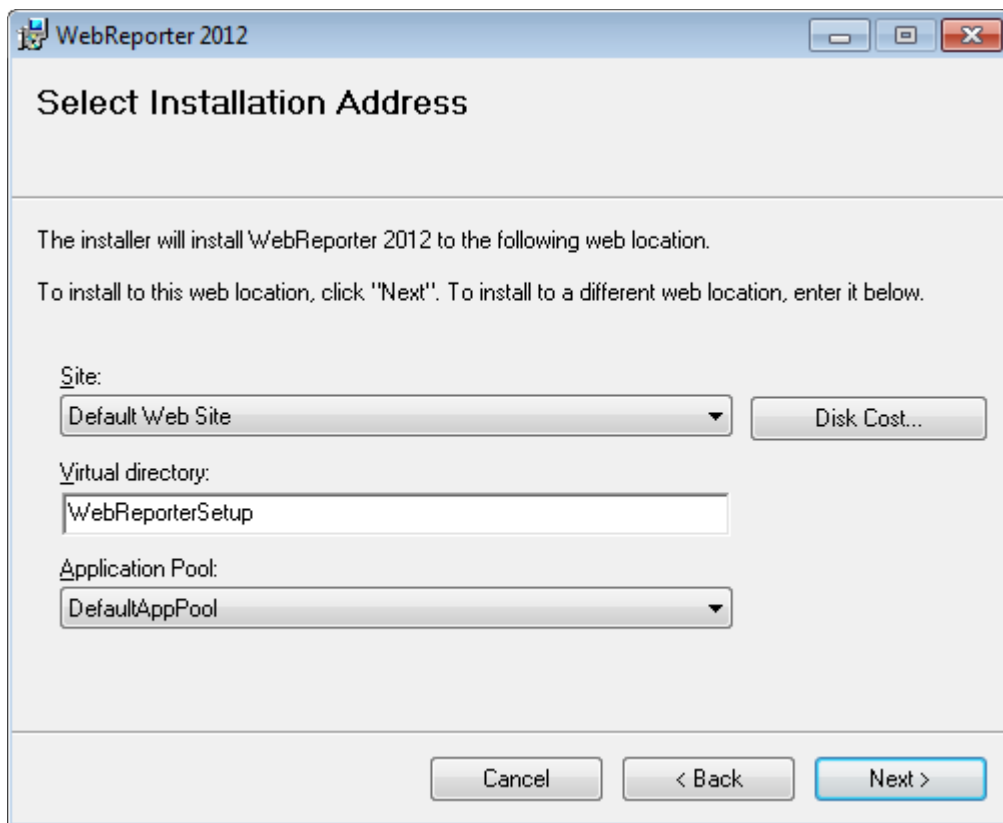 WebReporter 2012
Select Installation Address
The installer will install WebReporter 2012 to the following web location.
To install to this web location, click "Next". To install to a different web location, enter it below.
Site:
Default Web Site
Disk Cost...
Virtual directory:
WebReporterSetup
Application Pool:
DefaultAppPool
Cancel
< Back
Next >